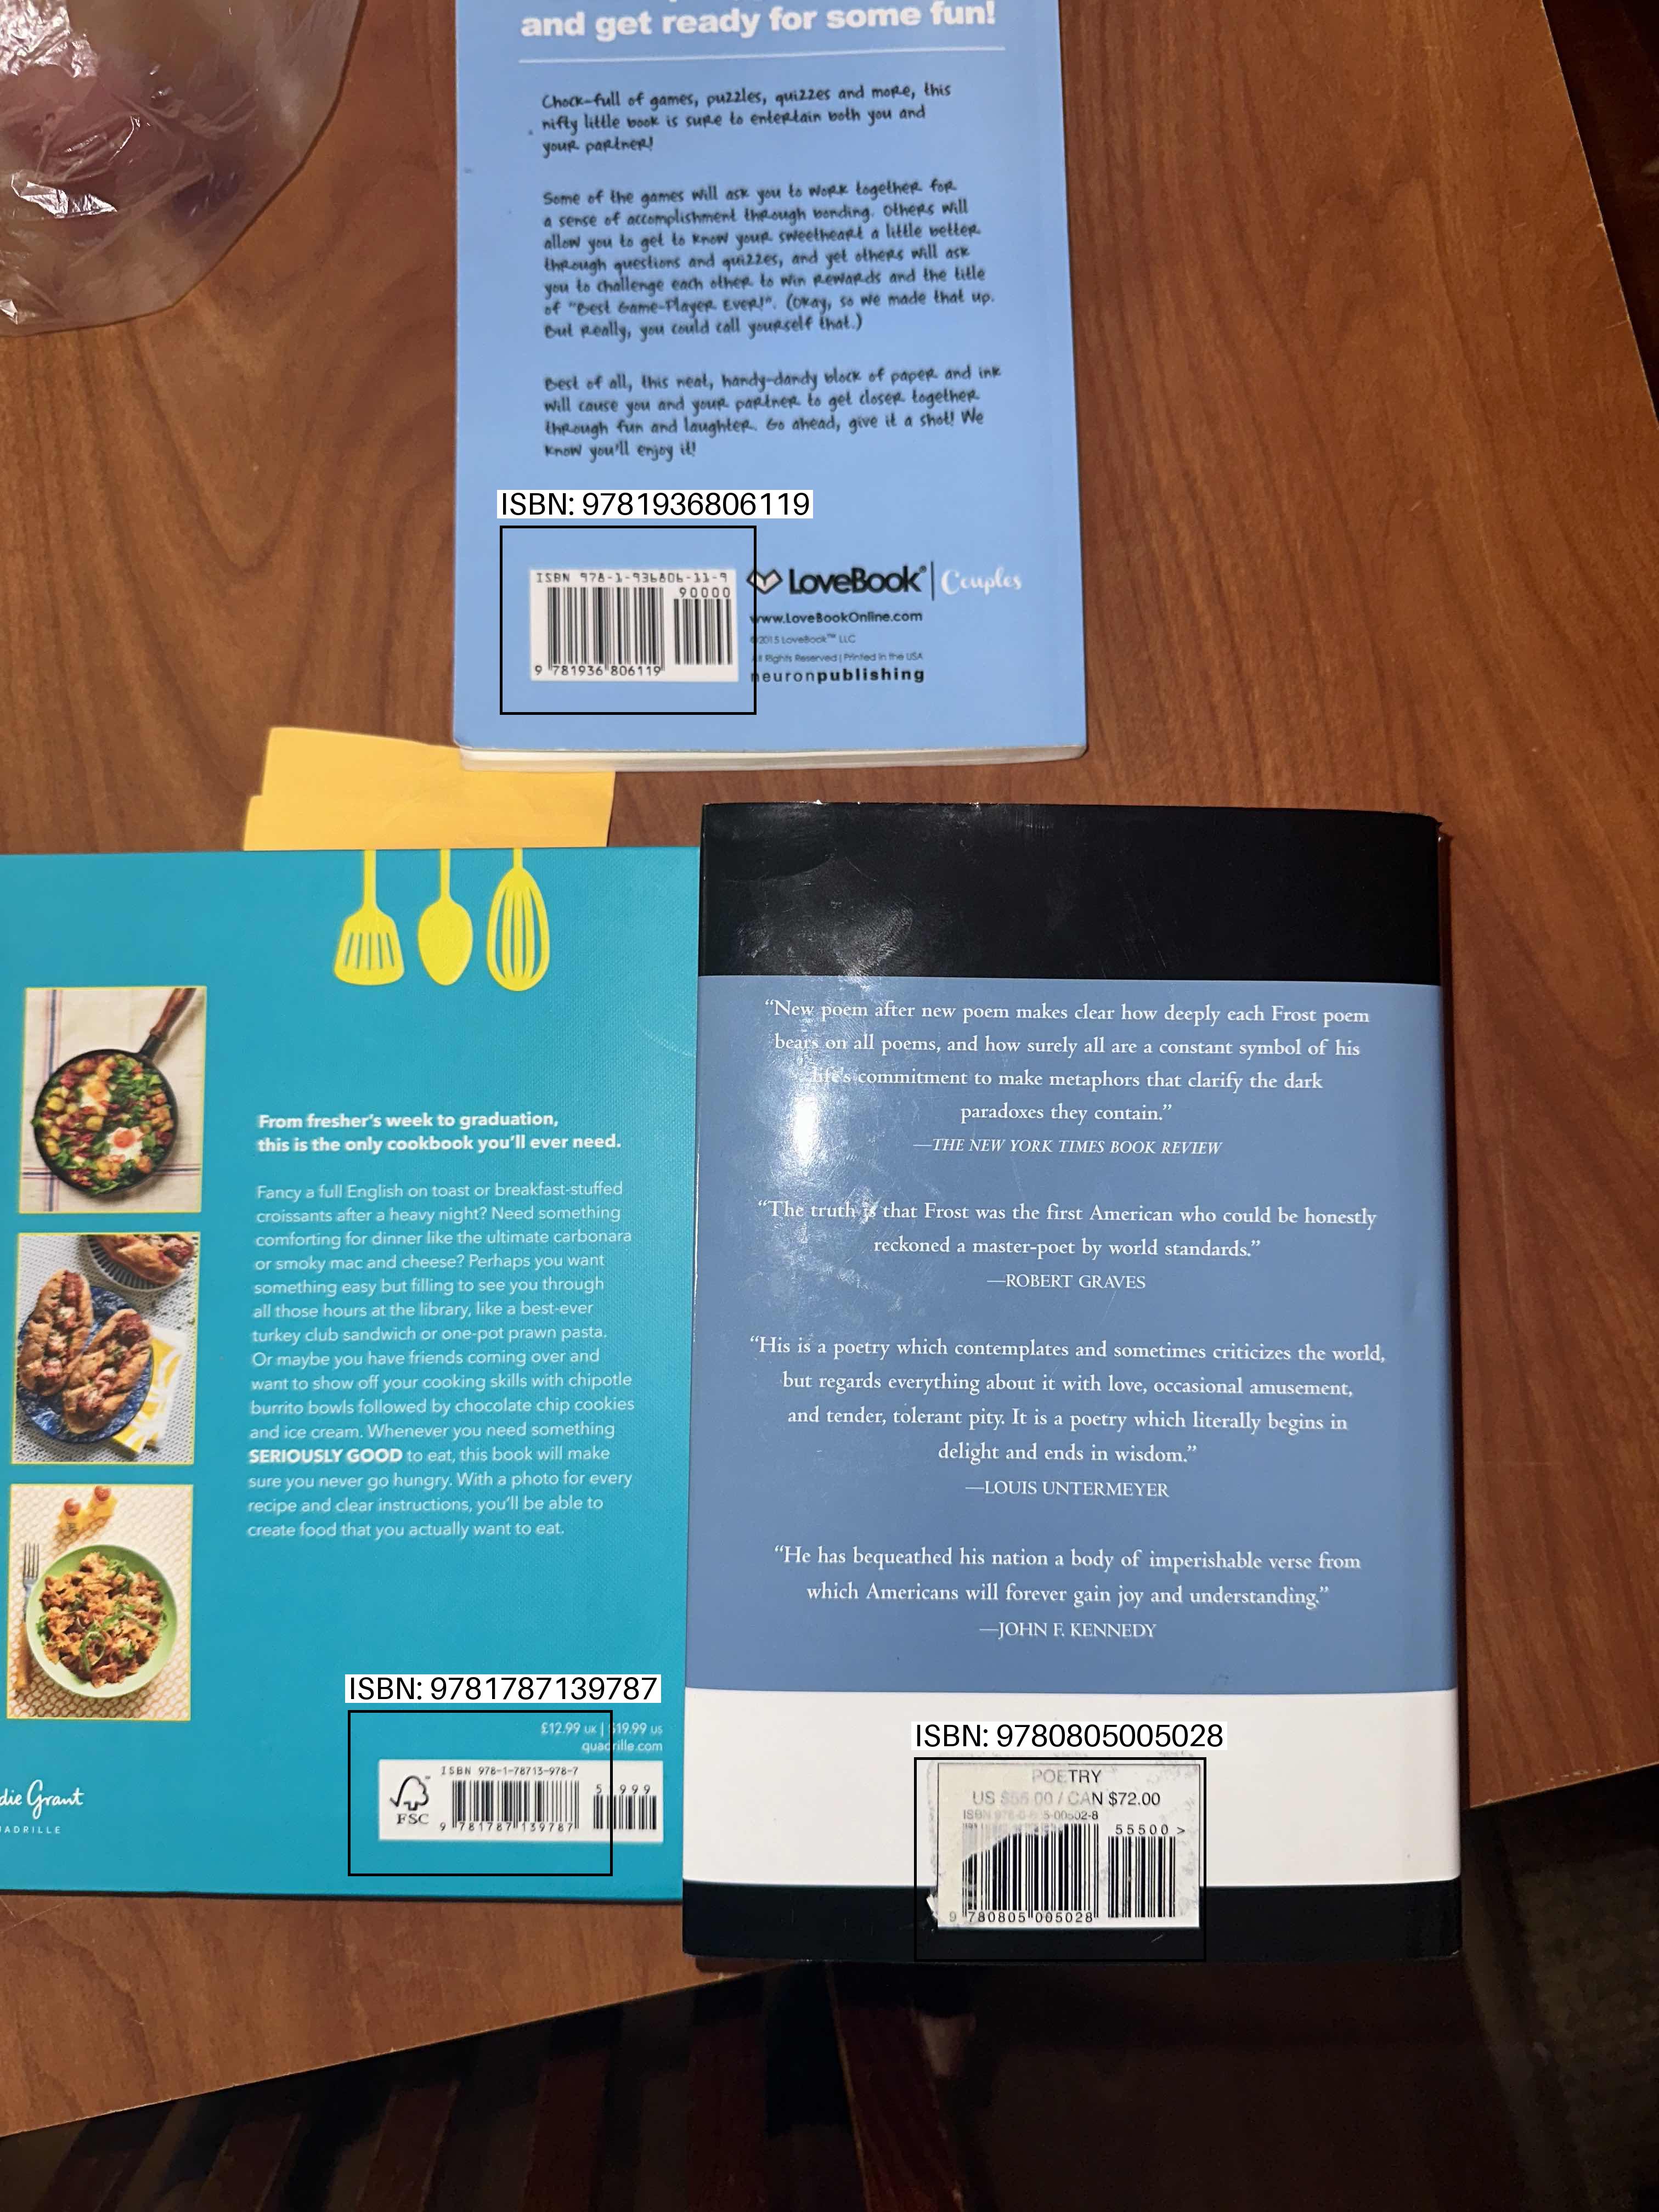 and get ready for some fun!
Chock-full of games, puzzles, quizzes and more, this
nifty little book is sure to entertain both you and
your partner!
Some of the games will ask you to work together for
a sense of accomplishment through bonding. Others will
allow you to get to know your sweetheart a little better
through questions and quizzes, and yet others will ask
you to challenge each other to win rewards and the title
of "Best Game-Player Ever!". (Okay, so we made that up.
But really, you could call yourself that.)
Best of all, this neat, handy-dandy block of paper and ink
will cause you and your partner to get closer together
through fun and laughter. Go ahead, give it a shot! We
know you'll enjoy it!
ISBN: 9781936806119
ISBN 978-1-936806-11-9
90000
9 781936 806119
LoveBook® | Couples
www.LoveBookOnline.com
©2015 LoveBook™ LLC
All Rights Reserved | Printed in the USA
neuronpublishing
From fresher's week to graduation,
this is the only cookbook you'll ever need.
Fancy a full English on toast or breakfast-stuffed
croissants after a heavy night? Need something
comforting for dinner like the ultimate carbonara
or smoky mac and cheese? Perhaps you want
something easy but filling to see you through
all those hours at the library, like a best-ever
turkey club sandwich or one-pot prawn pasta.
Or maybe you have friends coming over and
want to show off your cooking skills with chipotle
burrito bowls followed by chocolate chip cookies
and ice cream. Whenever you need something
SERIOUSLY GOOD to eat, this book will make
sure you never go hungry. With a photo for every
recipe and clear instructions, you'll be able to
create food that you actually want to eat.
ISBN: 9781787139787
£12.99 UK | $19.99 US
quadrille.com
ISBN 978-1-78713-978-7
5 1999
FSC
9 781787 139787
die Grant
ADRILLE
“New poem after new poem makes clear how deeply each Frost poem
bears on all poems, and how surely all are a constant symbol of his
life's commitment to make metaphors that clarify the dark
paradoxes they contain.”
—THE NEW YORK TIMES BOOK REVIEW
“The truth is that Frost was the first American who could be honestly
reckoned a master-poet by world standards.”
—ROBERT GRAVES
“His is a poetry which contemplates and sometimes criticizes the world,
but regards everything about it with love, occasional amusement,
and tender, tolerant pity. It is a poetry which literally begins in
delight and ends in wisdom.”
—LOUIS UNTERMEYER
“He has bequeathed his nation a body of imperishable verse from
which Americans will forever gain joy and understanding.”
—JOHN F. KENNEDY
ISBN: 9780805005028
POETRY
US $55.00 / CAN $72.00
55500 >
9 780805 005028